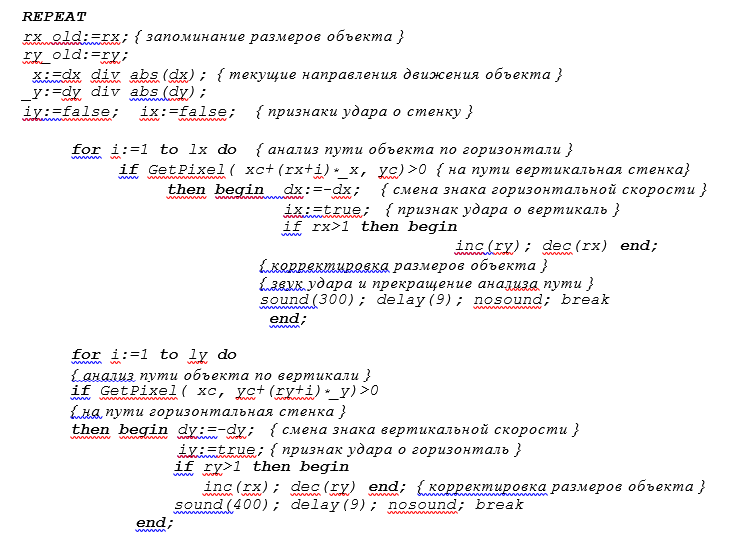 REPEAT
rx_old:=rx; { запоминание размеров объекта }
ry_old:=ry;
_x:=dx div abs(dx); { текущие направления движения объекта }
_y:=dy div abs(dy);
iy:=false; ix:=false; { признаки удара о стенку }
for i:=1 to lx do { анализ пути объекта по горизонтали }
if GetPixel( xc+(rx+i)*_x, yc)>0 { на пути вертикальная стенка}
then begin dx:=-dx; { смена знака горизонтальной скорости }
ix:=true; { признак удара о вертикаль }
if rx>1 then begin
inc(ry); dec(rx) end;
{ корректировка размеров объекта }
{ звук удара и прекращение анализа пути }
sound(300); delay(9); nosound; break
end;
for i:=1 to ly do
{ анализ пути объекта по вертикали }
if GetPixel( xc, yc+(ry+i)*_y)>0
{ на пути горизонтальная стенка }
then begin dy:=-dy; { смена знака вертикальной скорости }
iy:=true; { признак удара о горизонталь }
if ry>1 then begin
inc(rx); dec(ry) end; { корректировка размеров объекта }
sound(400); delay(9); nosound; break
end;